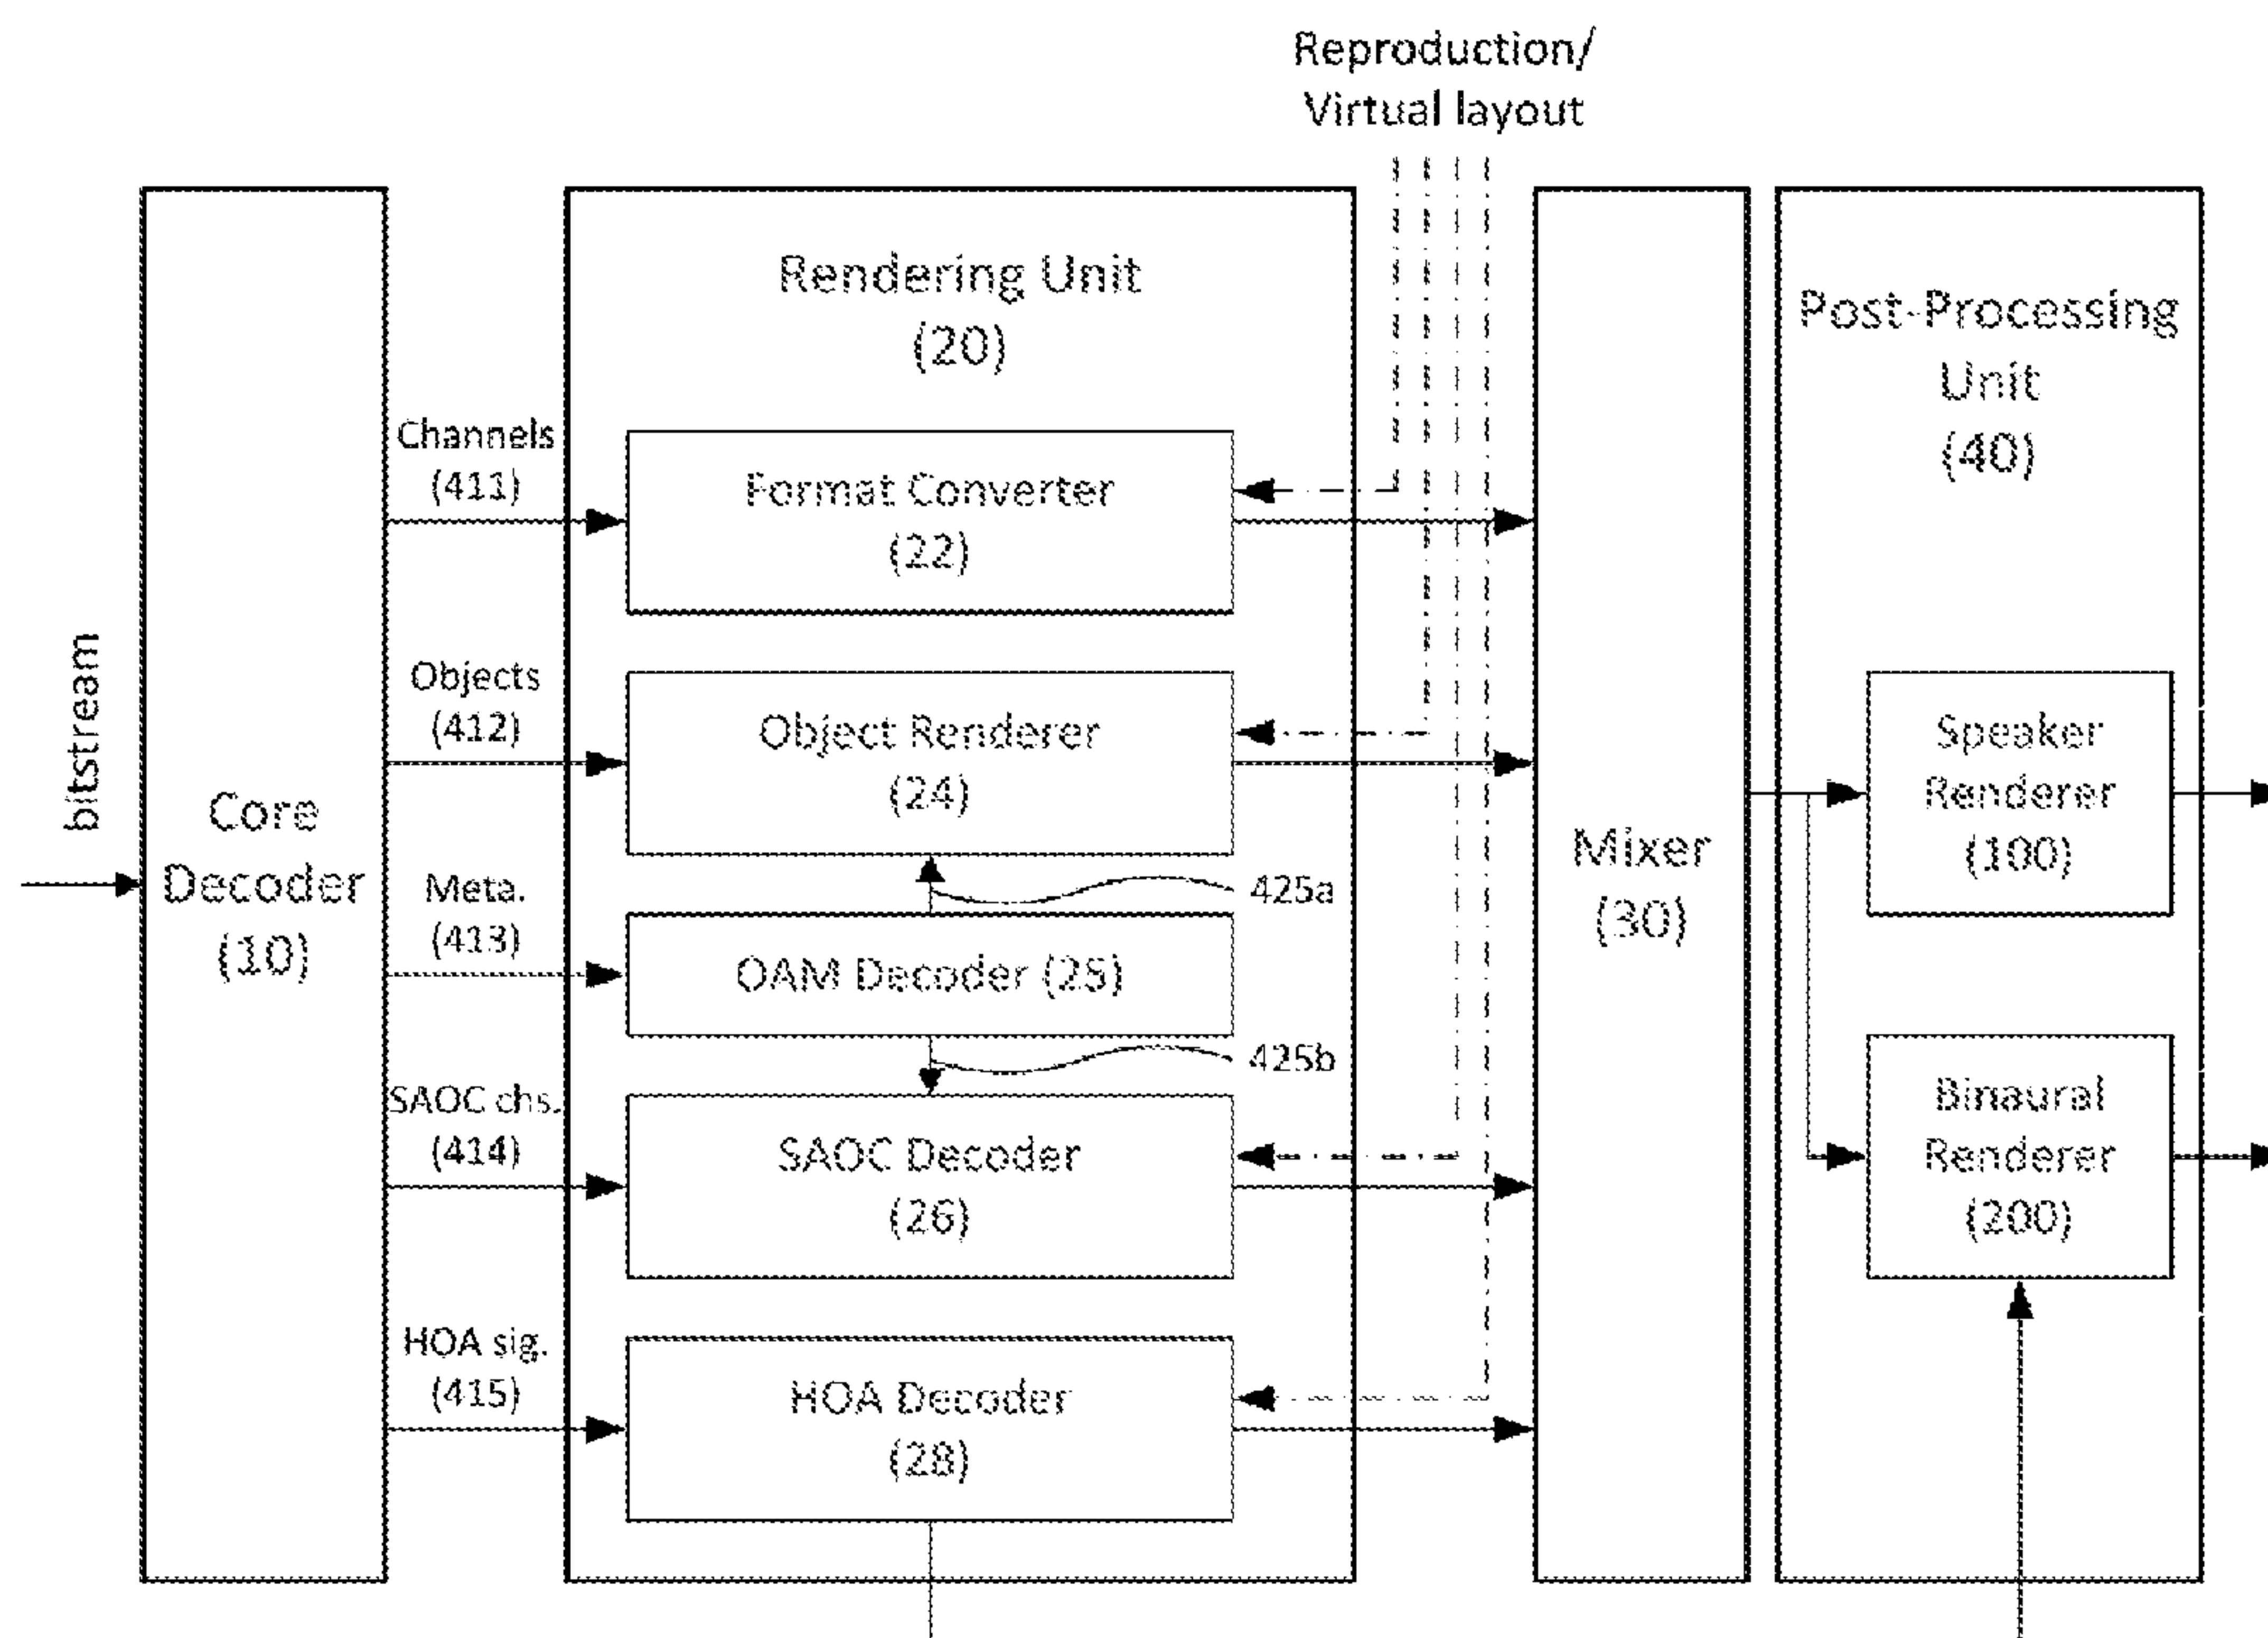 Reproduction/
Virtual layout
bitstream
Core
Decoder
(10)
Channels
(411)
Objects
(412)
Meta.
(413)
SAOC chs.
(414)
HOA sig.
(415)
Rendering Unit
(20)
Format Converter
(22)
Object Renderer
(24)
425a
OAM Decoder (25)
425b
SAOC Decoder
(26)
HOA Decoder
(28)
Mixer
(30)
Post-Processing
Unit
(40)
Speaker
Renderer
(100)
Binaural
Renderer
(200)